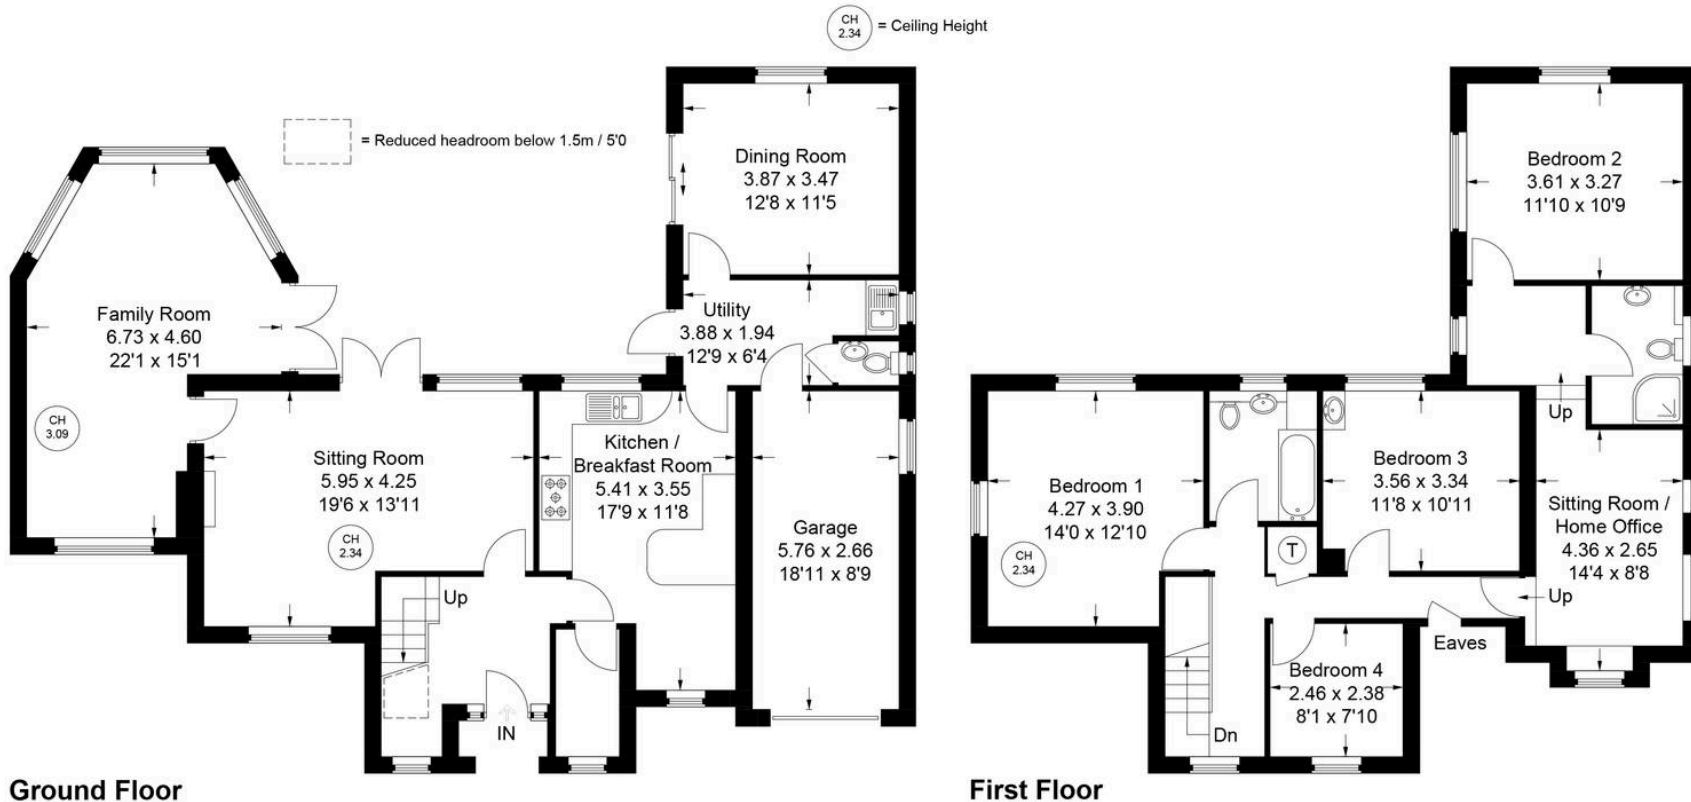 CH
2.34
= Ceiling Height
= Reduced headroom below 1.5m / 5'0
Dining Room
3.87 x 3.47
12'8 x 11'5
Family Room
6.73 x 4.60
22'1 x 15'1
CH
3.09
Utility
3.88 x 1.94
12'9 x 6'4
Sitting Room
5.95 x 4.25
19'6 x 13'11
CH
2.34
Kitchen /
Breakfast Room
5.41 x 3.55
17'9 x 11'8
Garage
5.76 x 2.66
18'11 x 8'9
Up
IN
Ground Floor
Bedroom 2
3.61 x 3.27
11'10 x 10'9
Up
Bedroom 1
4.27 x 3.90
14'0 x 12'10
CH
2.34
Bedroom 3
3.56 x 3.34
11'8 x 10'11
T
Sitting Room /
Home Office
4.36 x 2.65
14'4 x 8'8
Up
Eaves
Bedroom 4
2.46 x 2.38
8'1 x 7'10
Dn
First Floor